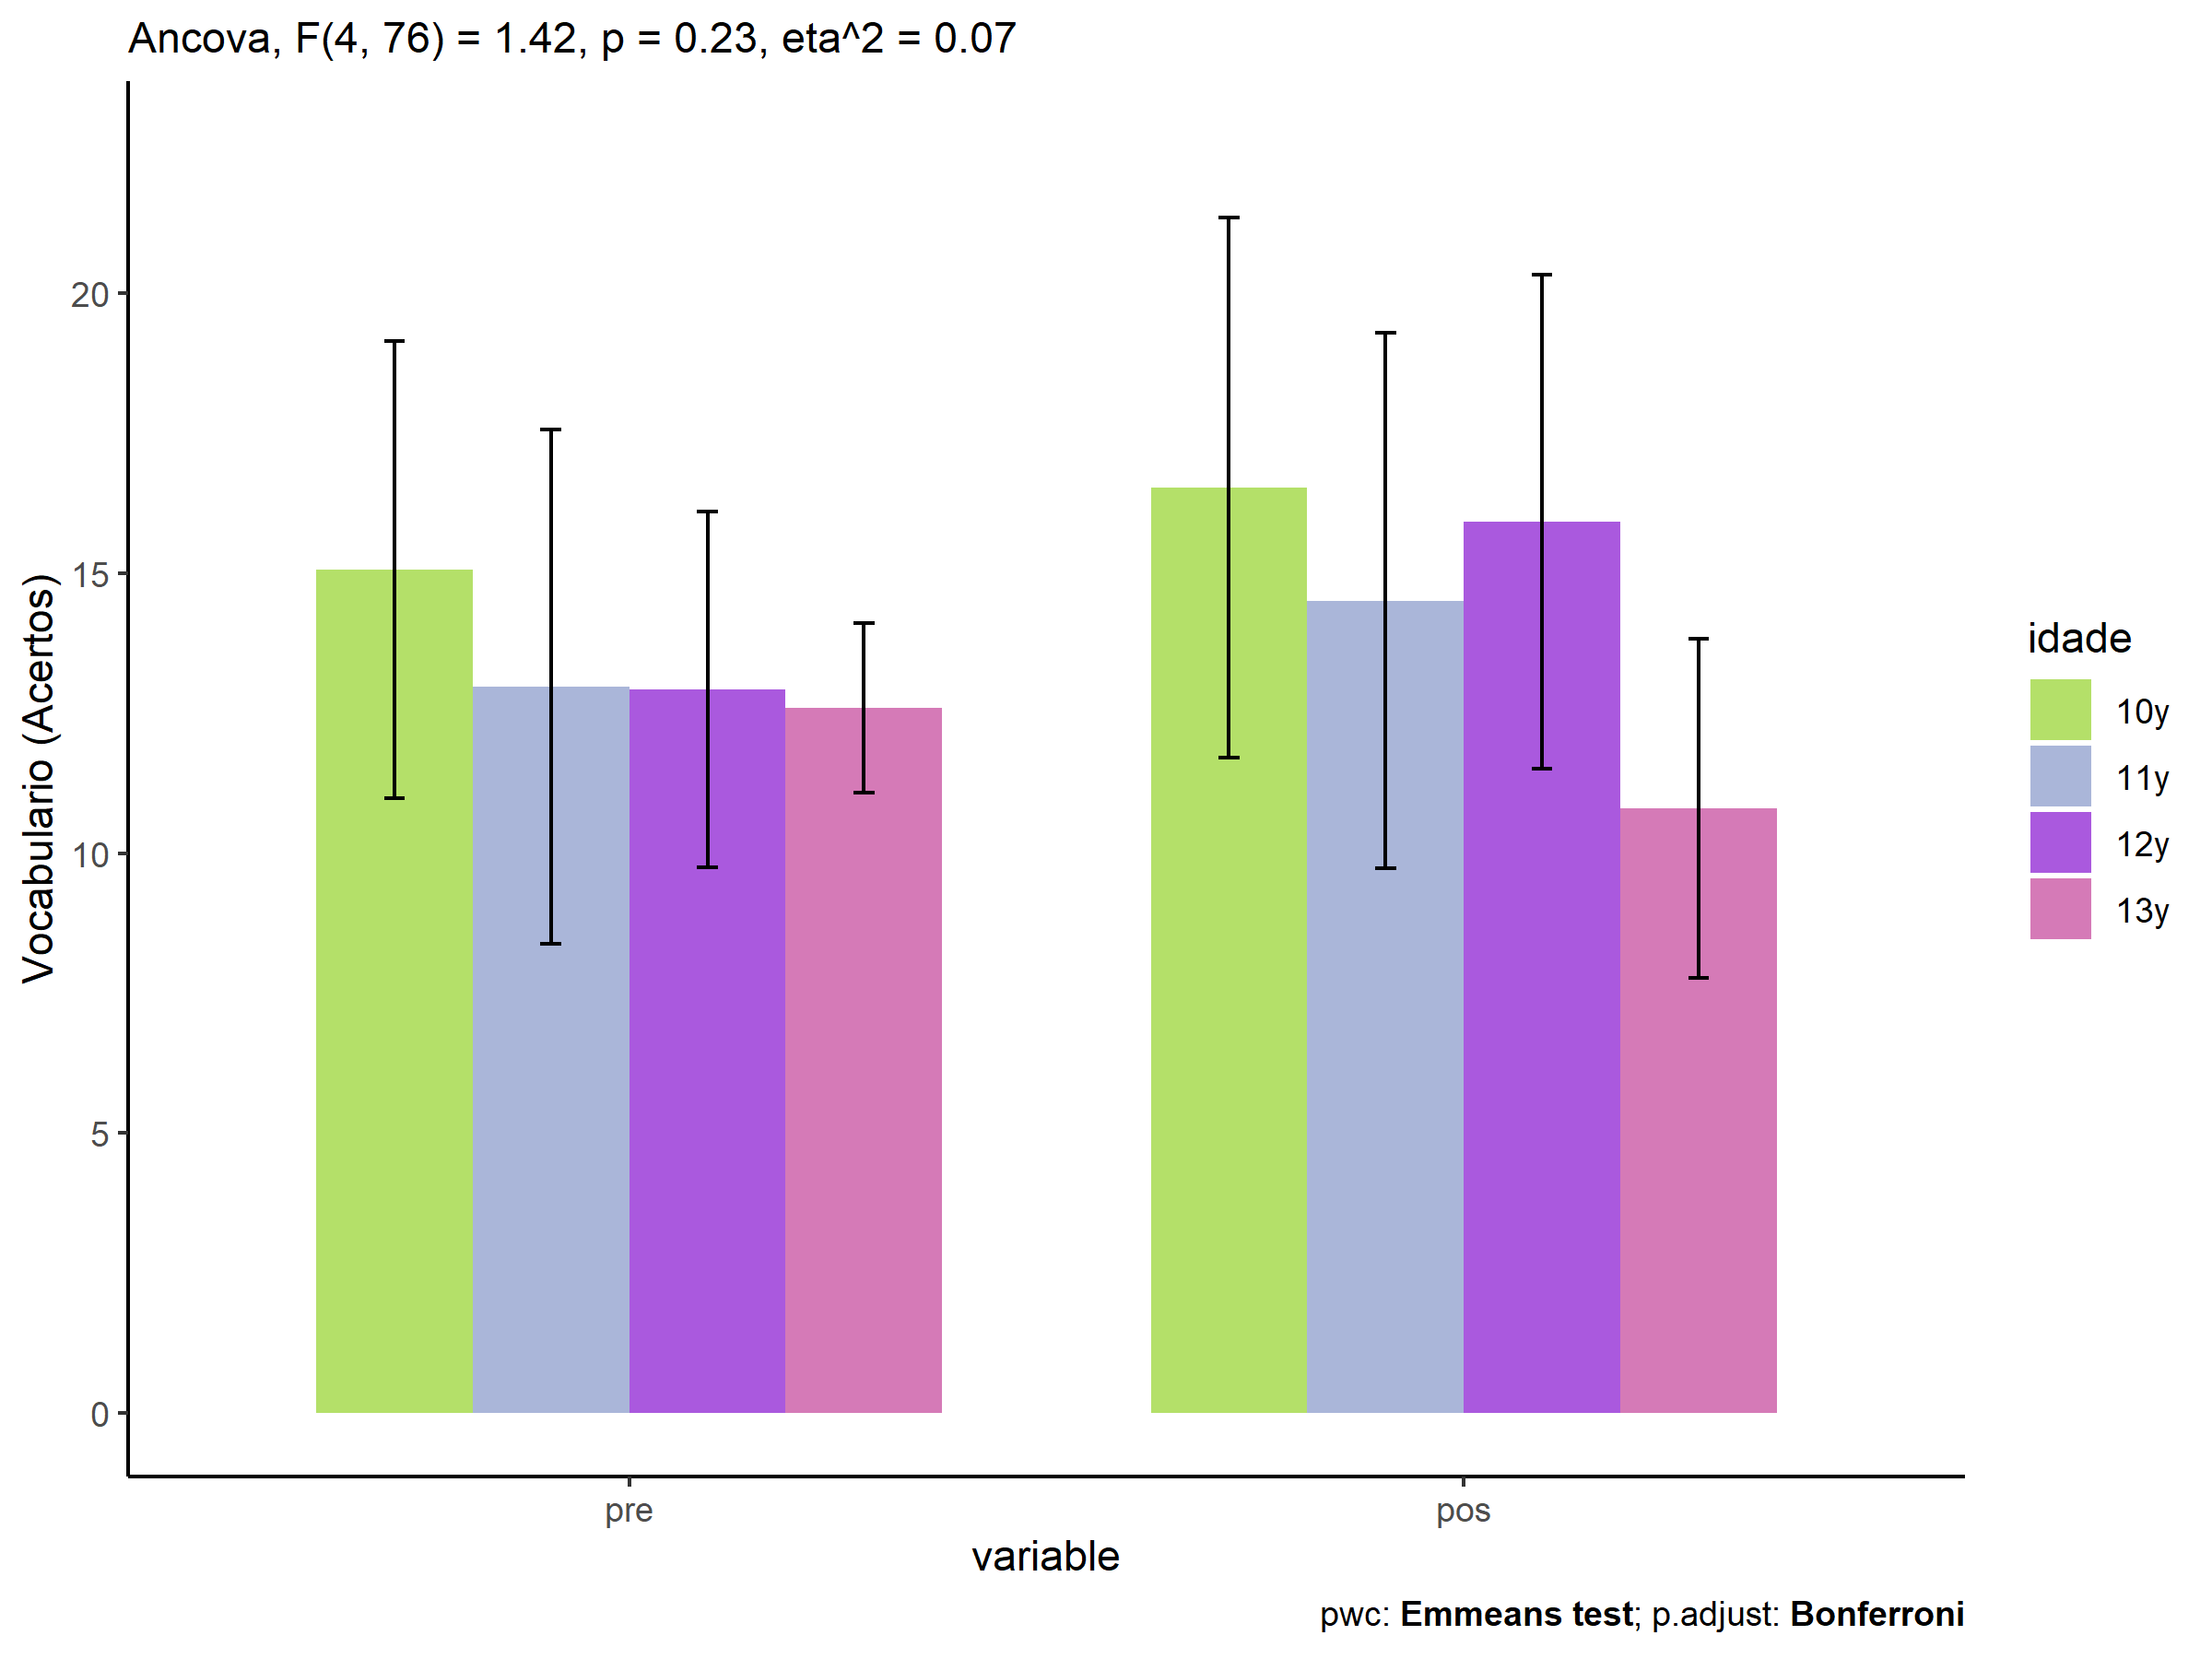 Ancova, F(4, 76) = 1.42, p = 0.23, eta^2 = 0.07
Vocabulario (Acertos)
20
15
10
5
0
pre
pos
variable
idade
10y
11y
12y
13y
pwc: Emmeans test; p.adjust: Bonferroni